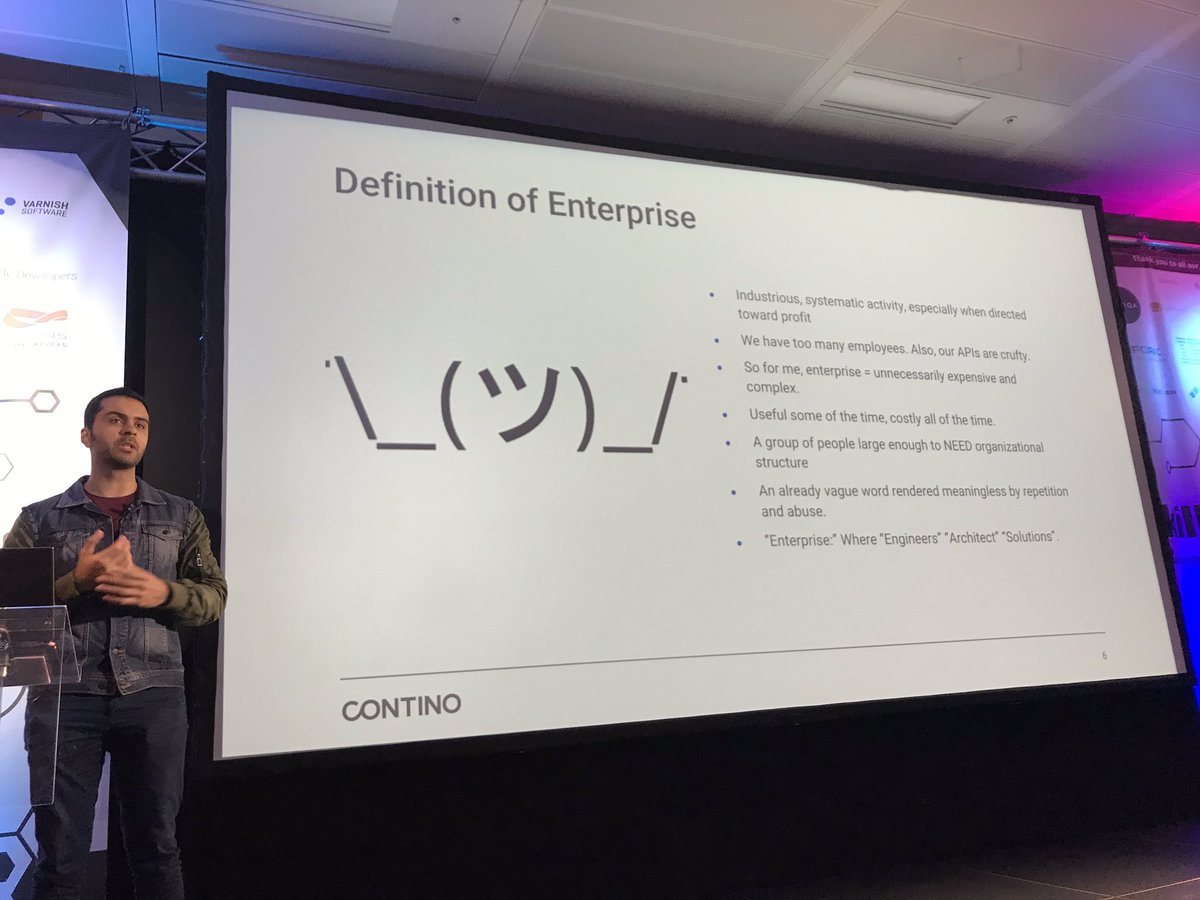 VARNISH
SOFTWARE
Developers
Definition of Enterprise
¯\_(ツ)_/¯
• Industrious, systematic activity, especially when directed
toward profit
• We have too many employees. Also, our APIs are crufty.
• So for me, enterprise = unnecessarily expensive and
complex.
• Useful some of the time, costly all of the time.
• A group of people large enough to NEED organizational
structure
• An already vague word rendered meaningless by repetition
and abuse.
• “Enterprise:” Where “Engineers” “Architect” “Solutions”.
6
CONTINO
Thank you to all our